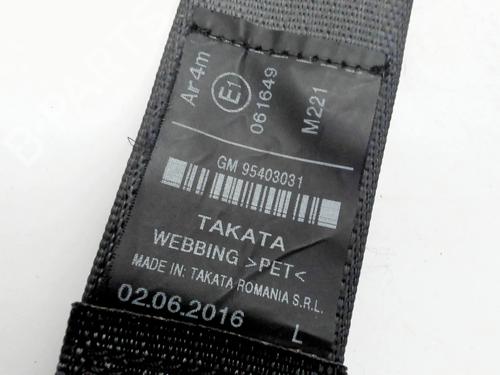 Ar4m
E1 061649
M221
GM 95403031
TAKATA
WEBBING >PET<
MADE IN: TAKATA ROMANIA S.R.L.
02.06.2016 L